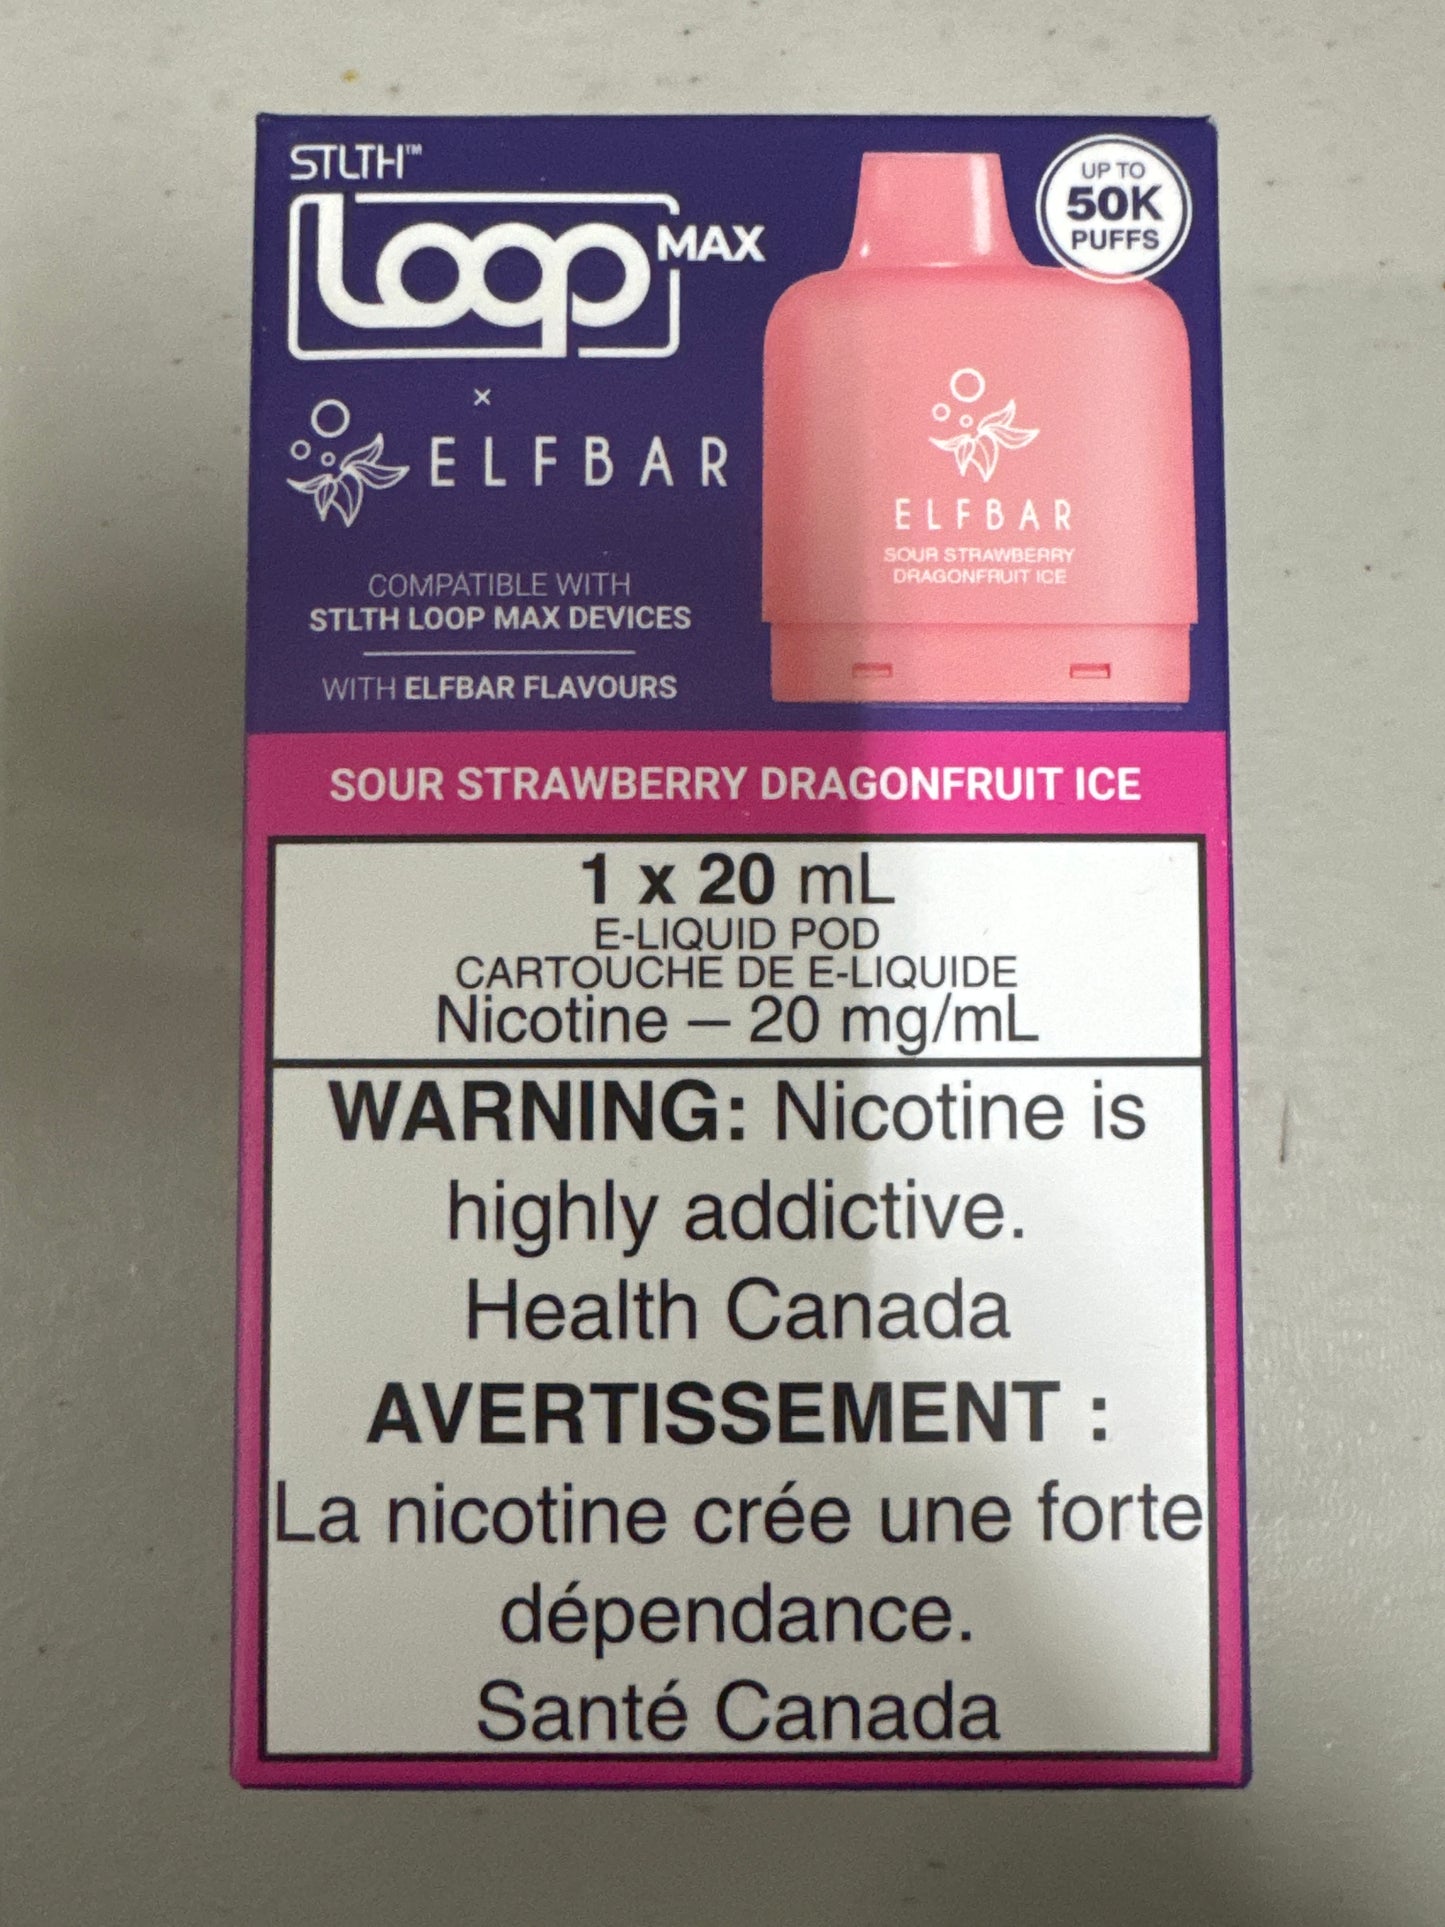 STLTH™
Loop MAX
×
ELFBAR
COMPATIBLE WITH
STLTH LOOP MAX DEVICES
WITH ELFBAR FLAVOURS
UP TO
50K
PUFFS
ELFBAR
SOUR STRAWBERRY
DRAGONFRUIT ICE
SOUR STRAWBERRY DRAGONFRUIT ICE
1 x 20 mL
E-LIQUID POD
CARTOUCHE DE E-LIQUIDE
Nicotine – 20 mg/mL
WARNING: Nicotine is
highly addictive.
Health Canada
AVERTISSEMENT :
La nicotine crée une forte
dépendance.
Santé Canada